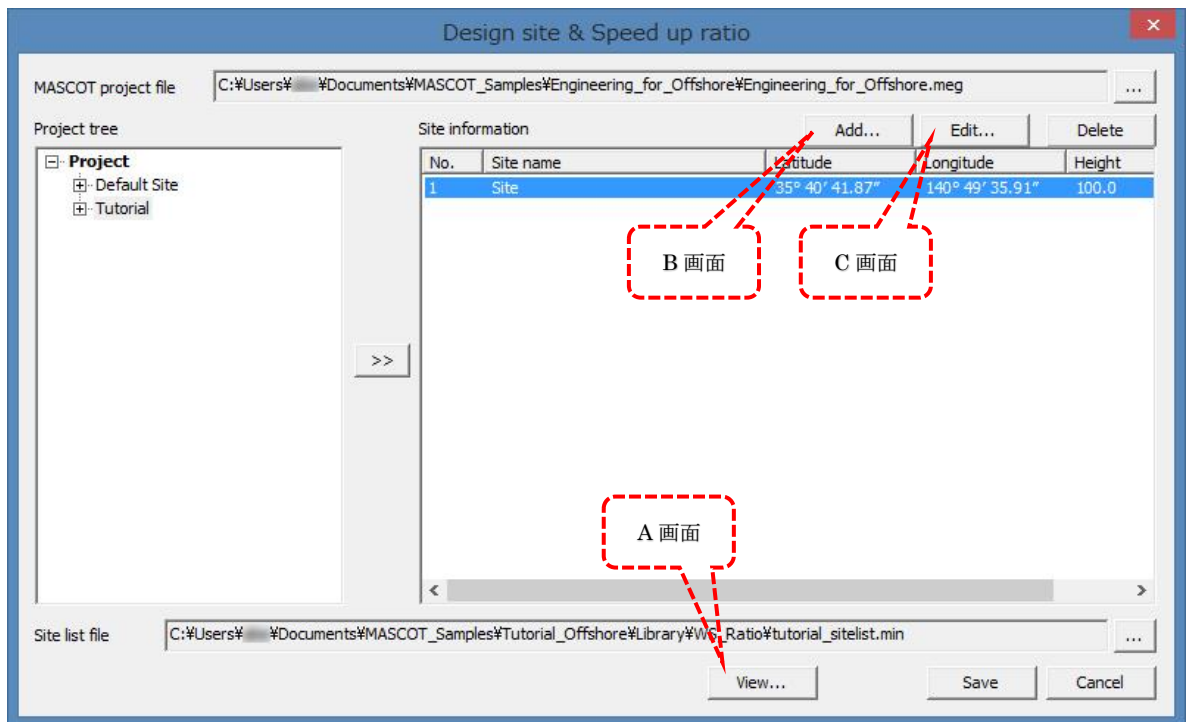 Design site & Speed up ratio
MASCOT project file
C:¥Users¥ ¥Documents¥MASCOT_Samples¥Engineering_for_Offshore¥Engineering_for_Offshore.meg
...
Project tree
Site information
Add...
Edit...
Delete
Project
Default Site
Tutorial
No. Site name Latitude Longitude Height
1 Site 35° 40′ 41.87″ 140° 49′ 35.91″ 100.0
B 画面
C 画面
>>
A 画面
Site list file
C:¥Users¥ ¥Documents¥MASCOT_Samples¥Tutorial_Offshore¥Library¥WS_Ratio¥tutorial_sitelist.min
...
View...
Save
Cancel